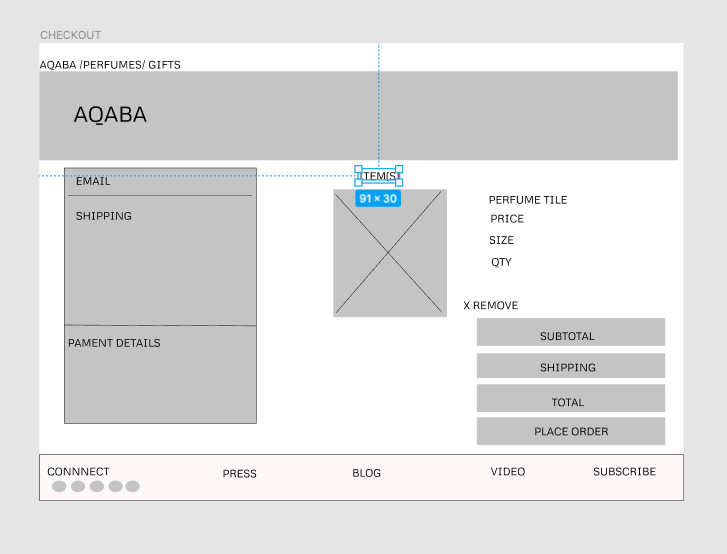 CHECKOUT
AQABA /PERFUMES/ GIFTS
AQABA
EMAIL
SHIPPING
PAMENT DETAILS
ITEM(S)
91 × 30
PERFUME TILE
PRICE
SIZE
QTY
X REMOVE
SUBTOTAL
SHIPPING
TOTAL
PLACE ORDER
CONNNECT
PRESS
BLOG
VIDEO
SUBSCRIBE